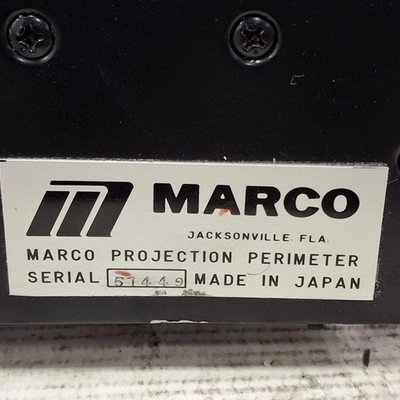 MARCO
JACKSONVILLE. FLA.
MARCO PROJECTION PERIMETER
SERIAL 51449 MADE IN JAPAN